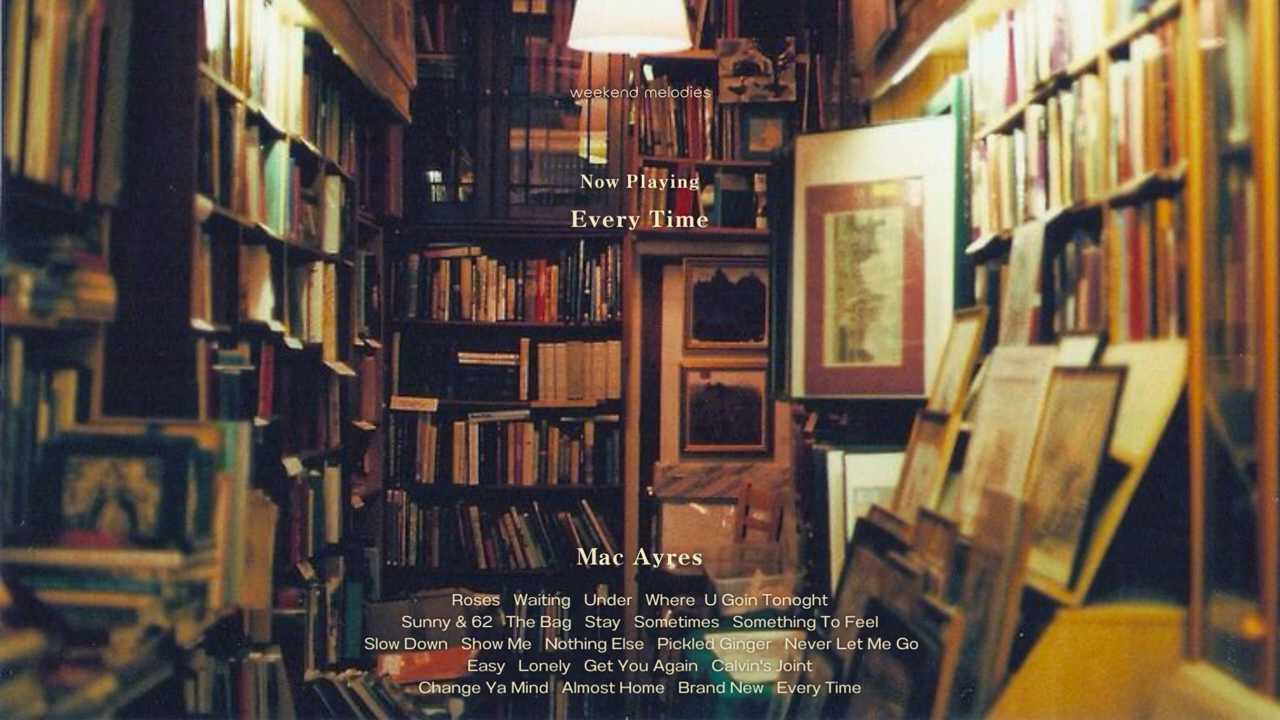 weekend melodies
Now Playing
Every Time
Mac Ayres
Roses Waiting Under Where U Goin Tonoght
Sunny & 62 The Bag Stay Sometimes Something To Feel
Slow Down Show Me Nothing Else Pickled Ginger Never Let Me Go
Easy Lonely Get You Again Calvin's Joint
Change Ya Mind Almost Home Brand New Every Time